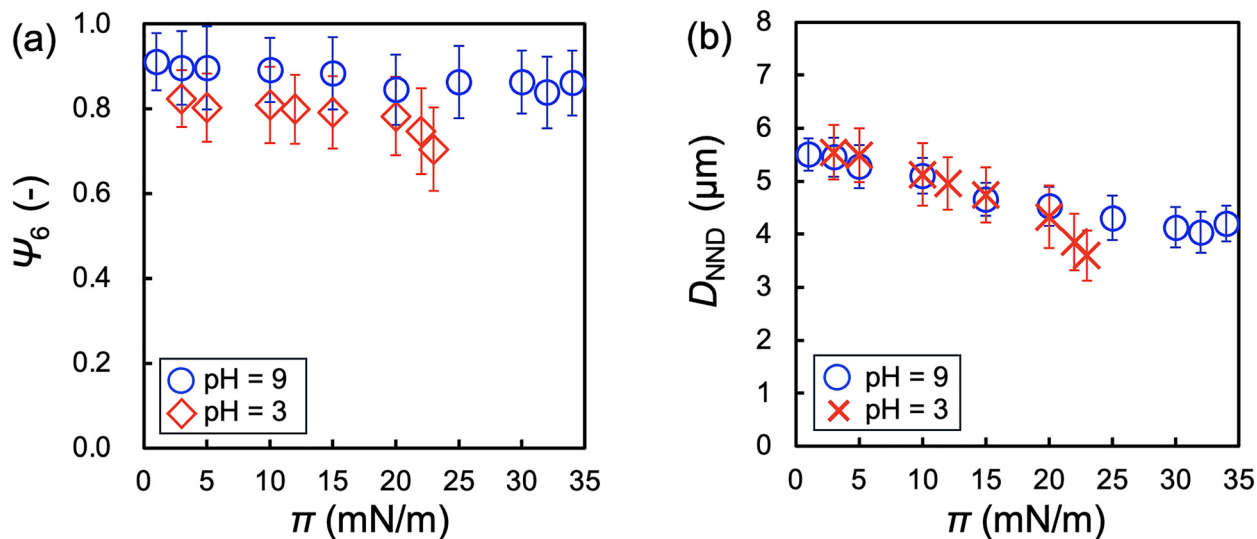 (a)
Ψ6 (-)
1.0
0.8
0.6
0.4
0.2
0.0
pH = 9
pH = 3
0 5 10 15 20 25 30 35
π (mN/m)
(b)
DNND (µm)
8
7
6
5
4
3
2
1
0
pH = 9
pH = 3
0 5 10 15 20 25 30 35
π (mN/m)